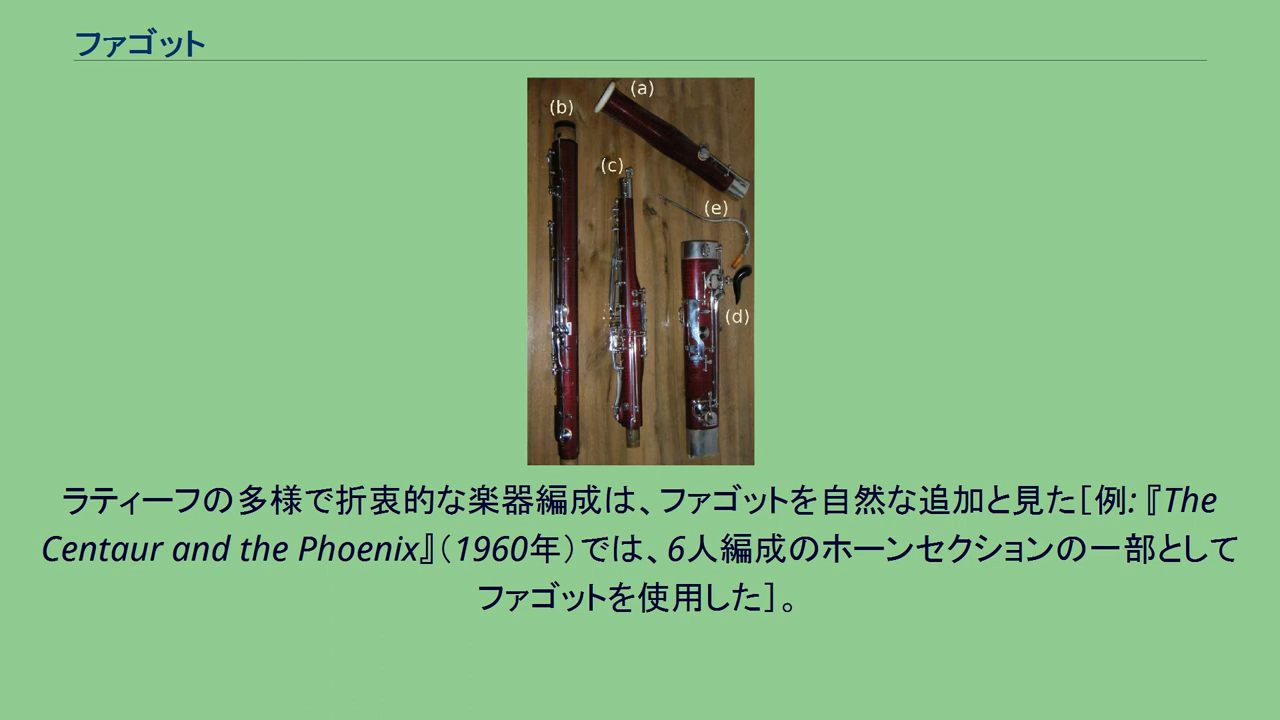 ファゴット
(a)
(b)
(c)
(e)
(d)
ラティーフの多様で折衷的な楽器編成は、ファゴットを自然な追加と見た［例: 『The
Centaur and the Phoenix』（1960年）では、6人編成のホーンセクションの一部として
ファゴットを使用した］。